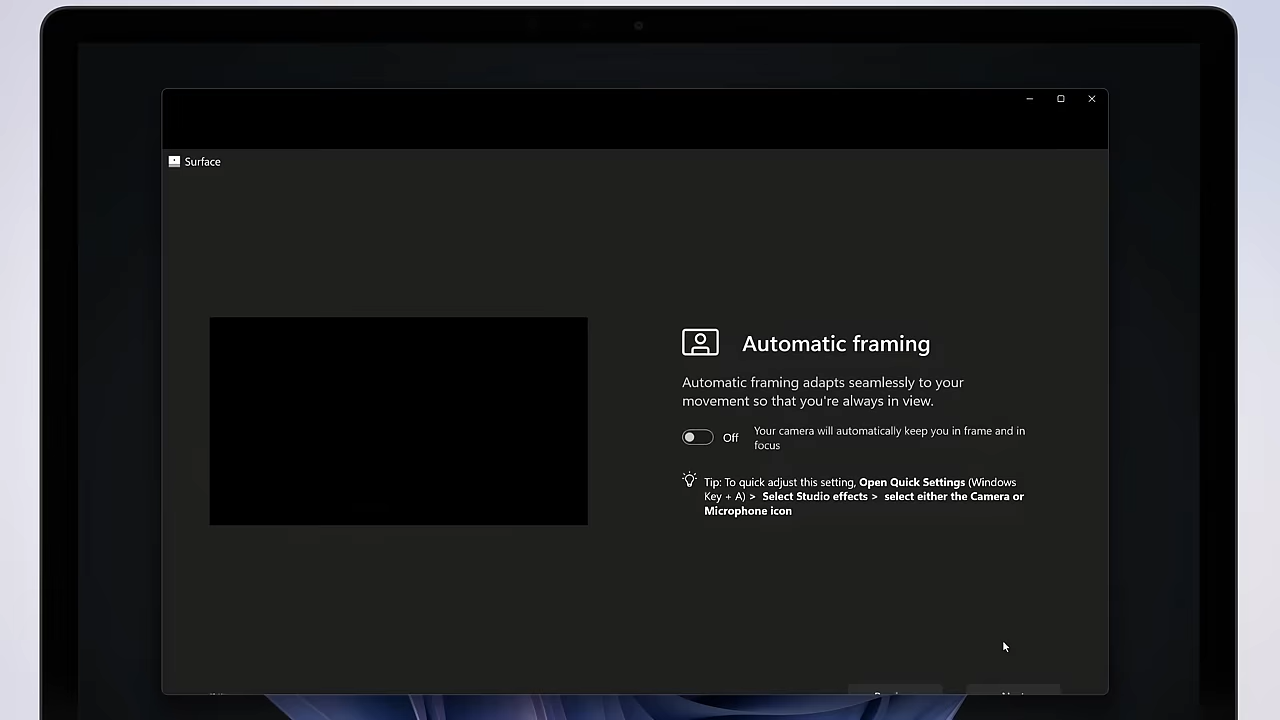 Surface
Automatic framing
Automatic framing adapts seamlessly to your
movement so that you're always in view.
Off
Your camera will automatically keep you in frame and in
focus
Tip: To quick adjust this setting, Open Quick Settings (Windows
Key + A) > Select Studio effects > select either the Camera or
Microphone icon